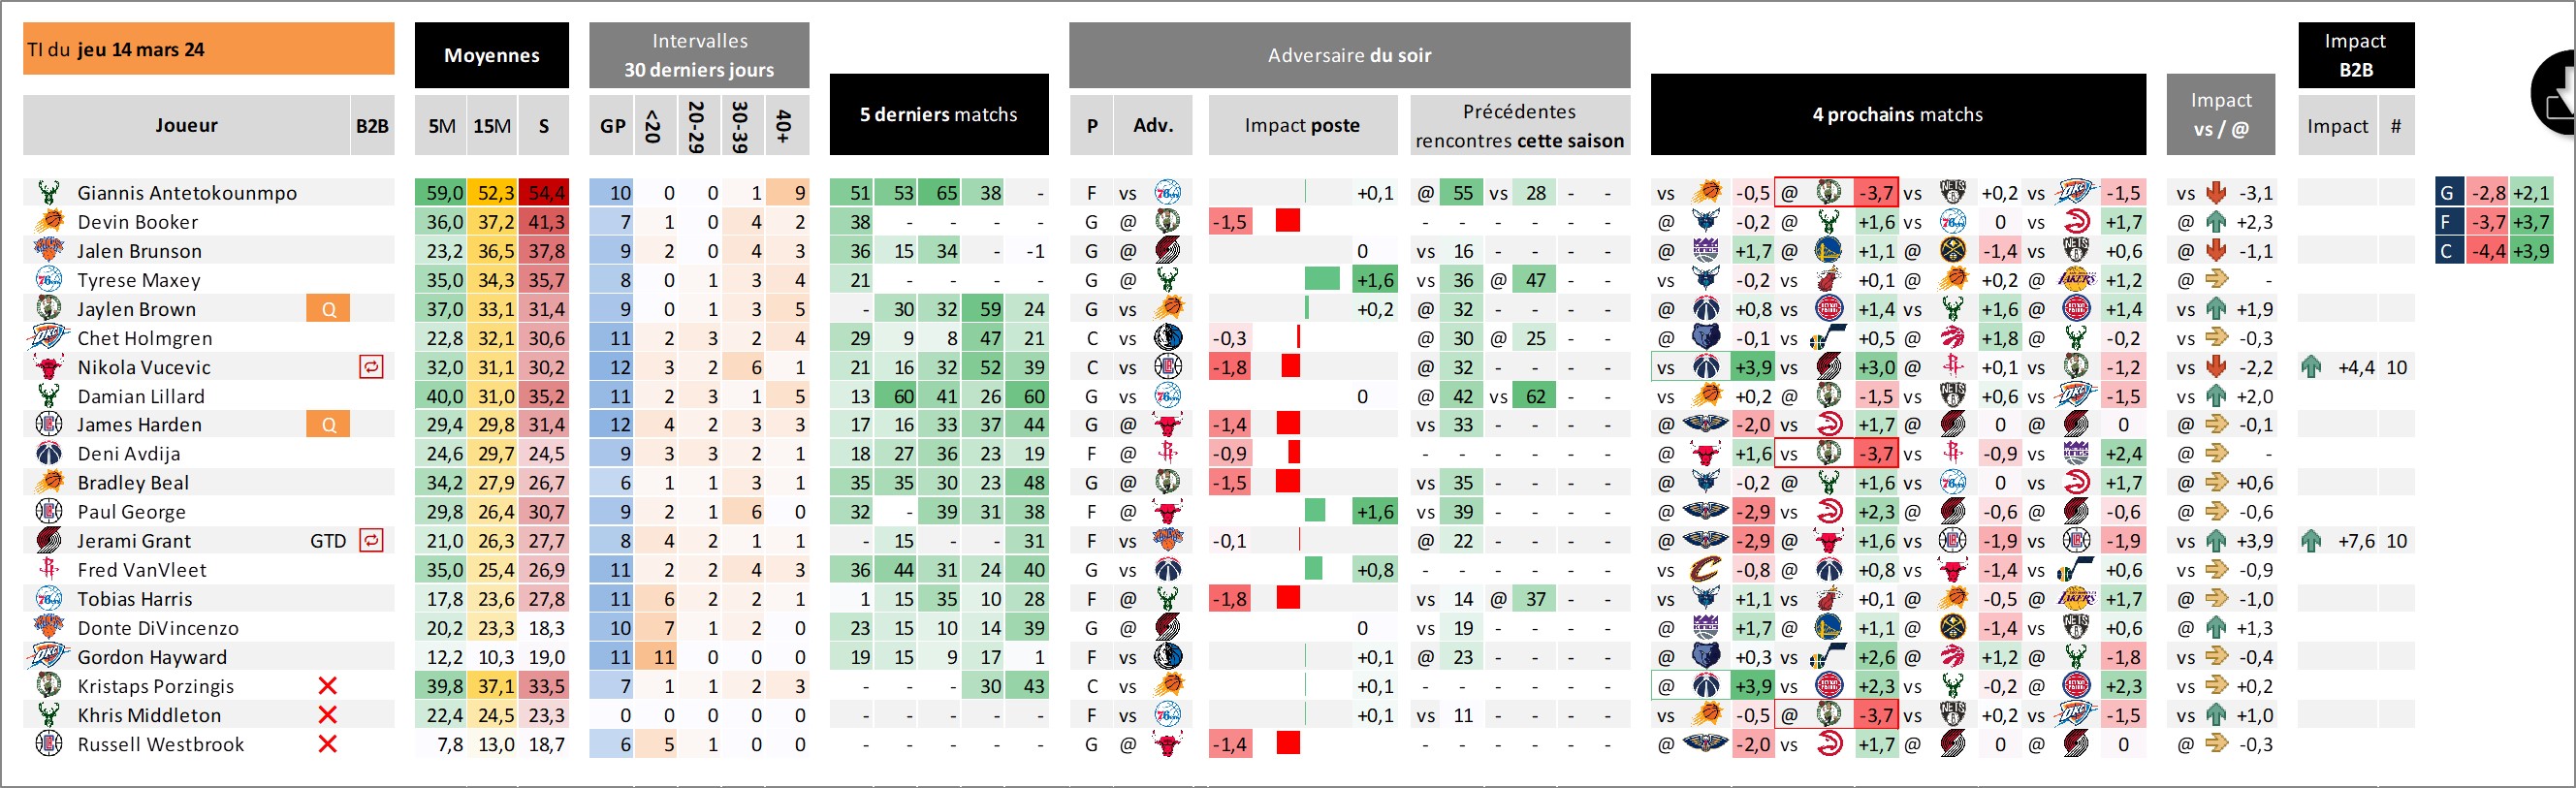 TI du jeu 14 mars 24 Moyennes Intervalles 30 derniers jours 5 derniers matchs Adversaire du soir 4 prochains matchs Impact vs / @ Impact B2B
Joueur B2B 5M 15M S GP <20 20-29 30-39 40+ P Adv. Impact poste Précédentes rencontres cette saison Impact #
Giannis Antetokounmpo 59,0 52,3 54,4 10 0 0 1 9 51 53 65 38 - F vs +0,1 @ 55 vs 28 - - vs -0,5 @ -3,7 vs +0,2 vs -1,5 vs -3,1 G -2,8 +2,1
Devin Booker 36,0 37,2 41,3 7 1 0 4 2 38 - - - - G @ -1,5 - - - - @ -0,2 @ +1,6 vs 0 vs +1,7 @ +2,3 F -3,7 +3,7
Jalen Brunson 23,2 36,5 37,8 9 2 0 4 3 36 15 34 - -1 G @ 0 vs 16 - - - @ +1,7 @ +1,1 @ -1,4 vs +0,6 @ -1,1 C -4,4 +3,9
Tyrese Maxey 35,0 34,3 35,7 8 0 1 3 4 21 - - - - G @ +1,6 vs 36 @ 47 - - vs -0,2 vs +0,1 @ +0,2 @ +1,2 @ -
Jaylen Brown Q 37,0 33,1 31,4 9 0 1 3 5 - 30 32 59 24 G vs +0,2 @ 32 - - - @ +0,8 vs +1,4 vs +1,6 @ +1,4 vs +1,9
Chet Holmgren 22,8 32,1 30,6 11 2 3 2 4 29 9 8 47 21 C vs -0,3 @ 30 @ 25 - - @ -0,1 vs +0,5 @ +1,8 @ -0,2 vs -0,3
Nikola Vucevic 32,0 31,1 30,2 12 3 2 6 1 21 16 32 52 39 C vs -1,8 @ 32 - - - vs +3,9 vs +3,0 @ +0,1 vs -1,2 vs -2,2 +4,4 10
Damian Lillard 40,0 31,0 35,2 11 2 3 1 5 13 60 41 26 60 G vs 0 @ 42 vs 62 - - vs +0,2 @ -1,5 vs +0,6 vs -1,5 vs +2,0
James Harden Q 29,4 29,8 31,4 12 4 2 3 3 17 16 33 37 44 G @ -1,4 vs 33 - - - @ -2,0 vs +1,7 @ 0 @ 0 @ -0,1
Deni Avdija 24,6 29,7 24,5 9 3 3 2 1 18 27 36 23 19 F @ -0,9 - - - - @ +1,6 vs -3,7 @ -0,9 vs +2,4 @ -
Bradley Beal 34,2 27,9 26,7 6 1 1 3 1 35 35 30 23 48 G @ -1,5 vs 35 - - - @ -0,2 @ +1,6 vs 0 vs +1,7 @ +0,6
Paul George 29,8 26,4 30,7 9 2 1 6 0 32 - 39 31 38 F @ +1,6 vs 39 - - - @ -2,9 vs +2,3 @ -0,6 @ -0,6 @ -0,6
Jerami Grant GTD 21,0 26,3 27,7 8 4 2 1 1 - 15 - - 31 F vs -0,1 @ 22 - - - @ -2,9 @ +1,6 vs -1,9 vs -1,9 vs +3,9 +7,6 10
Fred VanVleet 35,0 25,4 26,9 11 2 2 4 3 36 44 31 24 40 G vs +0,8 - - - - vs -0,8 @ +0,8 vs -1,4 vs +0,6 vs -0,9
Tobias Harris 17,8 23,6 27,8 11 6 2 2 1 1 15 35 10 28 F @ -1,8 vs 14 @ 37 - - vs +1,1 vs +0,1 @ -0,5 @ +1,7 @ -1,0
Donte DiVincenzo 20,2 23,3 18,3 10 7 1 2 0 23 15 10 14 39 G @ 0 vs 19 - - - @ +1,7 @ +1,1 @ -1,4 vs +0,6 @ +1,3
Gordon Hayward 12,2 10,3 19,0 11 11 0 0 0 19 15 9 17 1 F vs +0,1 @ 23 - - - @ +0,3 vs +2,6 @ +1,2 @ -1,8 vs -0,4
Kristaps Porzingis 39,8 37,1 33,5 7 1 1 2 3 - - - 30 43 C vs +0,1 - - - - @ +3,9 vs +2,3 vs -0,2 @ +2,3 vs +0,2
Khris Middleton 22,4 24,5 23,3 0 0 0 0 0 - - - - - F vs +0,1 vs 11 - - - vs -0,5 @ -3,7 vs +0,2 vs -1,5 vs +1,0
Russell Westbrook 7,8 13,0 18,7 6 5 1 0 0 - - - - - G @ -1,4 - - - - @ -2,0 vs +1,7 @ 0 @ 0 @ -0,3